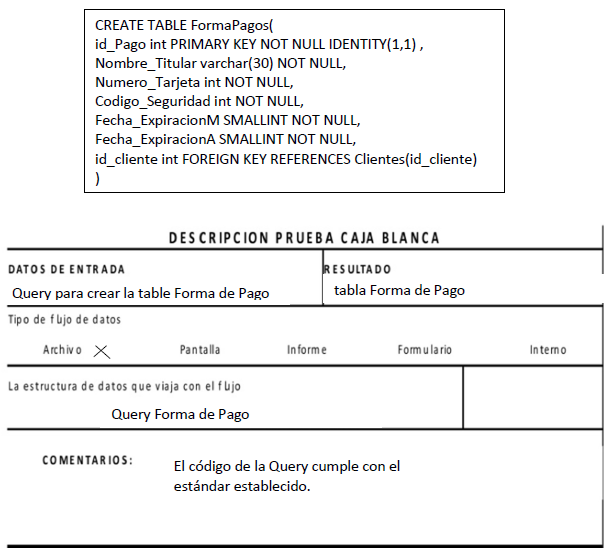 CREATE TABLE FormaPagos(
id_Pago int PRIMARY KEY NOT NULL IDENTITY(1,1) ,
Nombre_Titular varchar(30) NOT NULL,
Numero_Tarjeta int NOT NULL,
Codigo_Seguridad int NOT NULL,
Fecha_ExpiracionM SMALLINT NOT NULL,
Fecha_ExpiracionA SMALLINT NOT NULL,
id_cliente int FOREIGN KEY REFERENCES Clientes(id_cliente)
)
DESCRIPCION PRUEBA CAJA BLANCA
DATOS DE ENTRADA RESULTADO
Query para crear la table Forma de Pago tabla Forma de Pago
Tipo de flujo de datos
Archivo X Pantalla Informe Formulario Interno
La estructura de datos que viaja con el flujo
Query Forma de Pago
COMENTARIOS: El código de la Query cumple con el
estándar establecido.